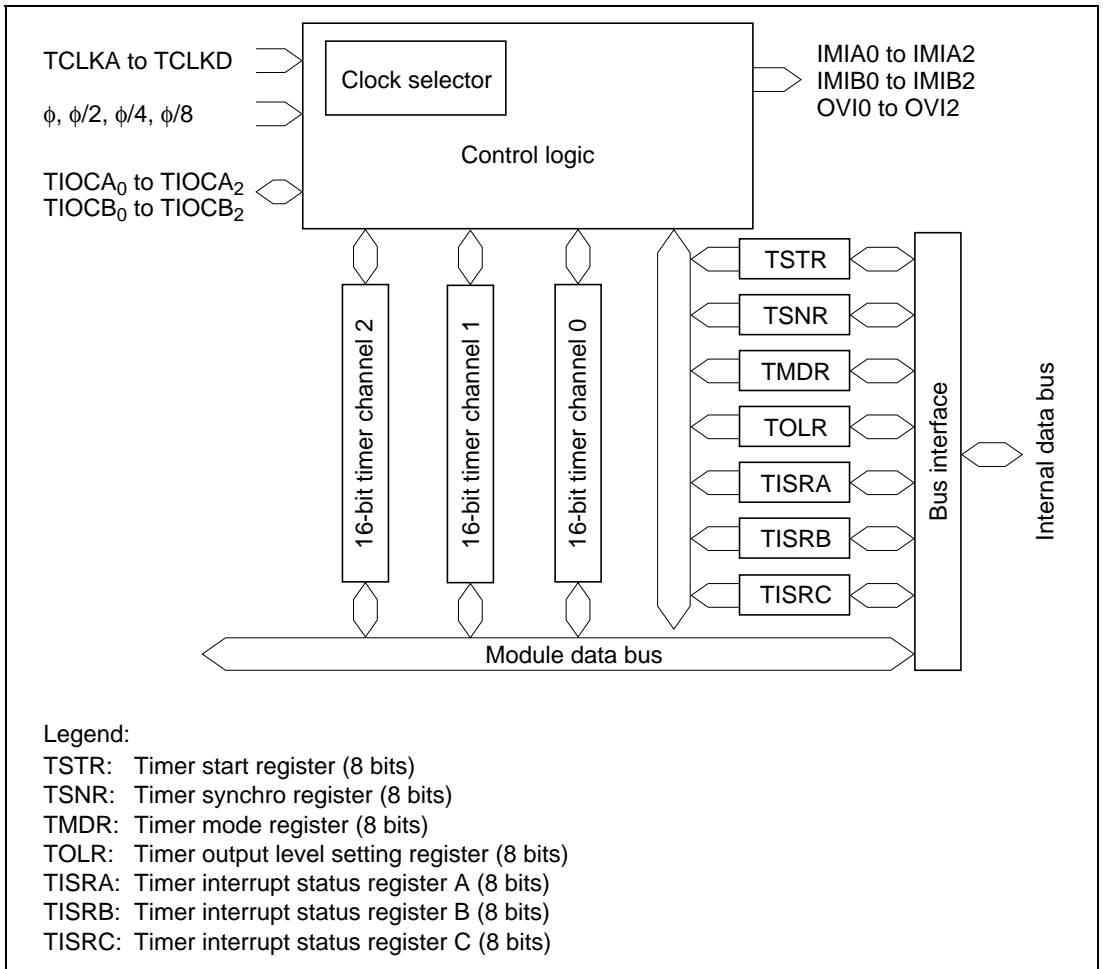 TCLKA to TCLKD
ϕ, ϕ/2, ϕ/4, ϕ/8
TIOCA₀ to TIOCA₂
TIOCB₀ to TIOCB₂
Clock selector
Control logic
IMIA0 to IMIA2
IMIB0 to IMIB2
OVI0 to OVI2
16-bit timer channel 2
16-bit timer channel 1
16-bit timer channel 0
TSTR
TSNR
TMDR
TOLR
TISRA
TISRB
TISRC
Bus interface
Internal data bus
Module data bus
Legend:
TSTR: Timer start register (8 bits)
TSNR: Timer synchro register (8 bits)
TMDR: Timer mode register (8 bits)
TOLR: Timer output level setting register (8 bits)
TISRA: Timer interrupt status register A (8 bits)
TISRB: Timer interrupt status register B (8 bits)
TISRC: Timer interrupt status register C (8 bits)